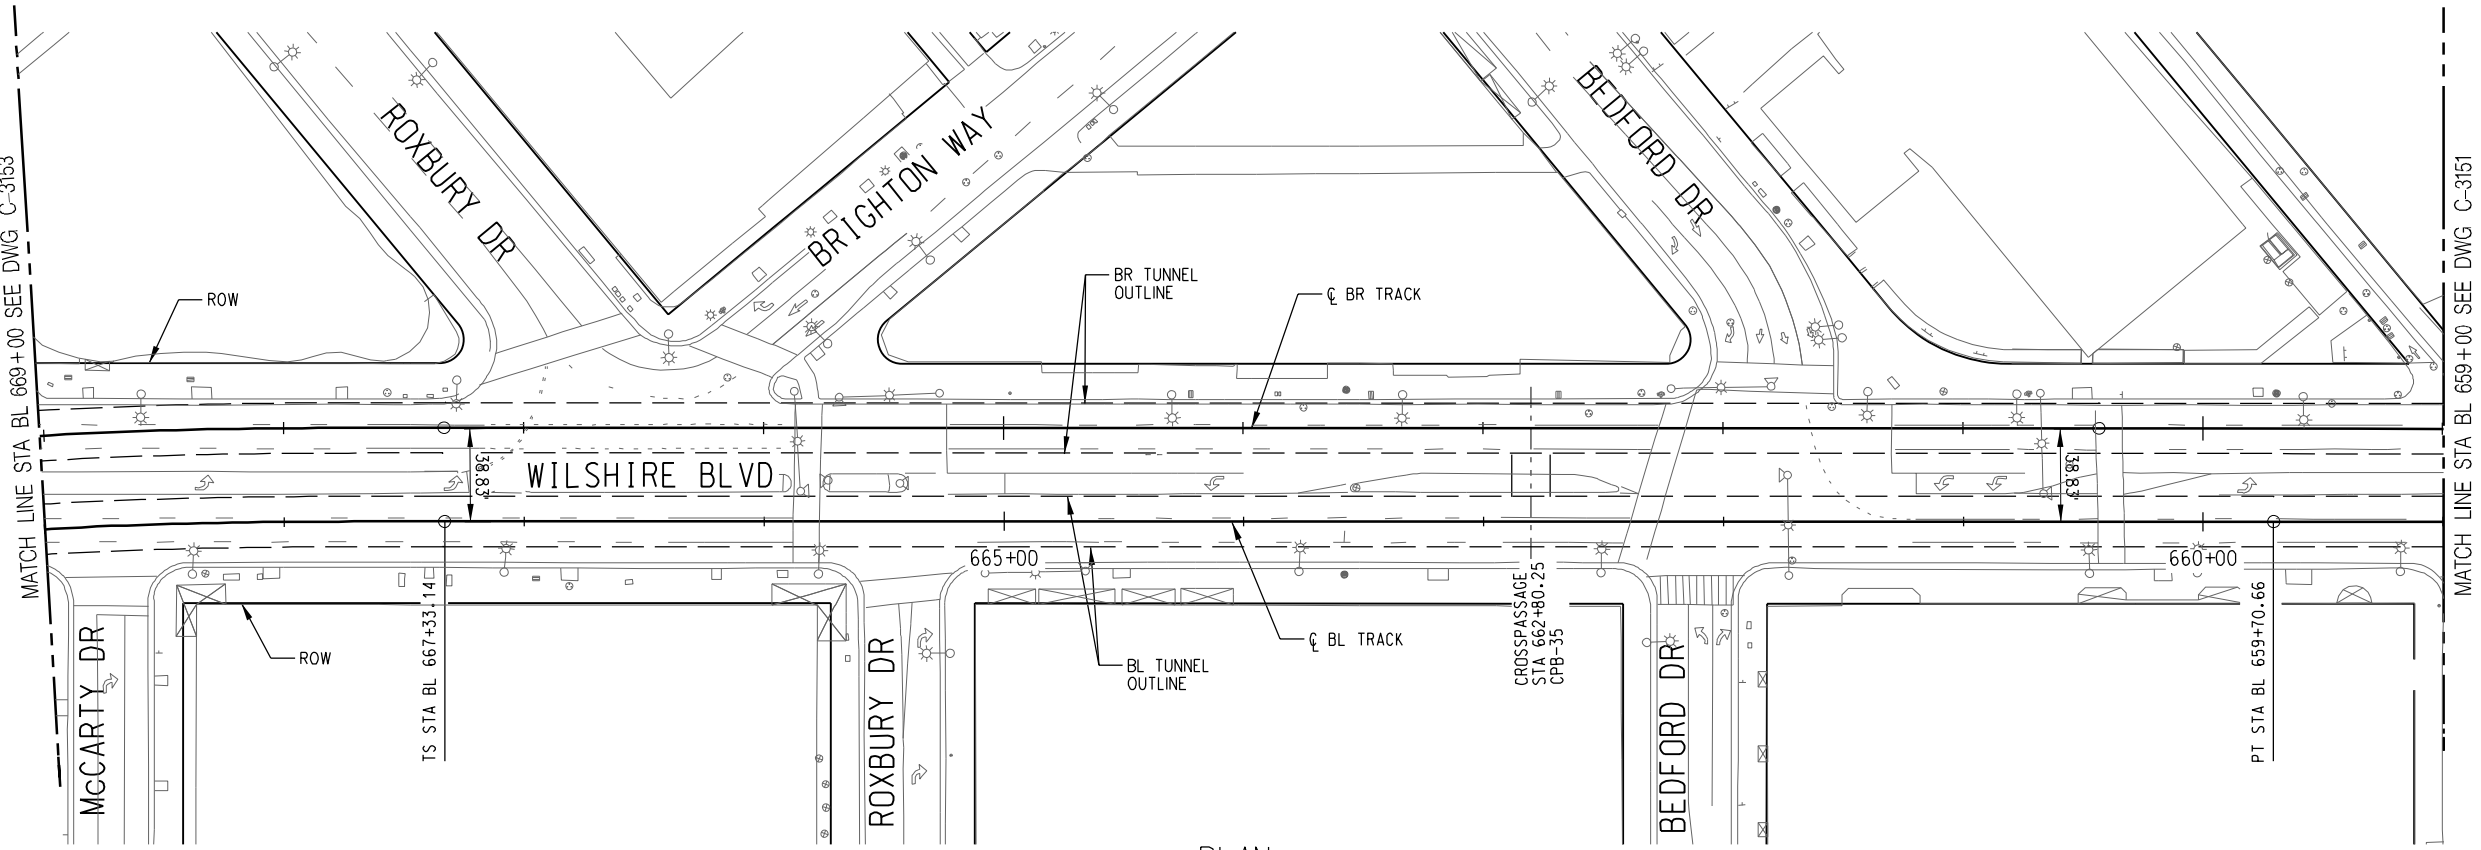 MATCH LINE STA BL 669+00 SEE DWG C-3153
ROXBURY DR
BRIGHTON WAY
BEDFORD DR
ROW
BR TUNNEL
OUTLINE
℄ BR TRACK
38.83'
WILSHIRE BLVD
38.83'
665+00
660+00
CROSSPASSAGE
STA 662+80.25
CPB-35
℄ BL TRACK
BL TUNNEL
OUTLINE
ROW
TS STA BL 667+33.14
PT STA BL 659+70.66
McCARTY DR
ROXBURY DR
BEDFORD DR
MATCH LINE STA BL 659+00 SEE DWG C-3151
PLAN